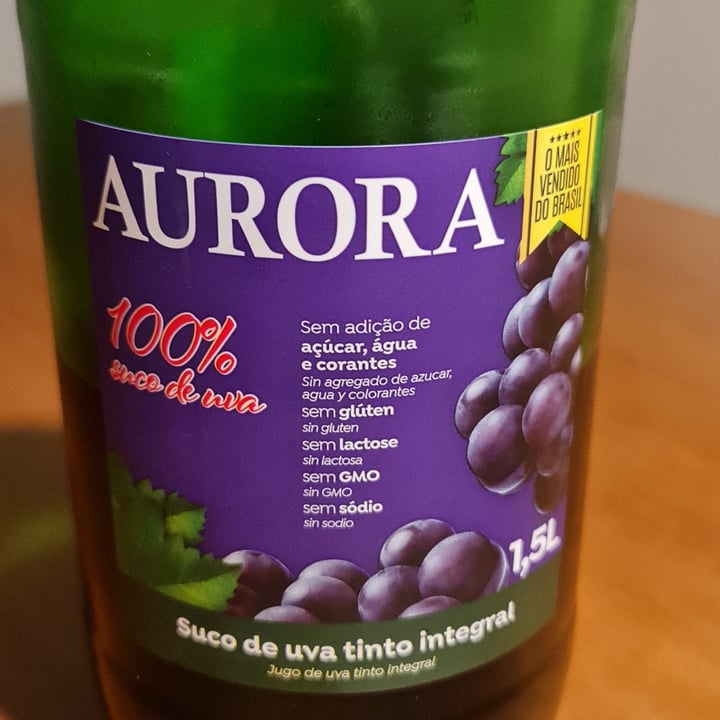 AURORA
O MAIS
VENDIDO
DO BRASIL
100%
suco de uva
Sem adição de
açúcar, água
e corantes
Sin agregado de azucar,
agua y colorantes
sem glúten
sin gluten
sem lactose
sin lactosa
sem GMO
sin GMO
sem sódio
sin sodio
1,5L
Suco de uva tinto integral
Jugo de uva tinto integral